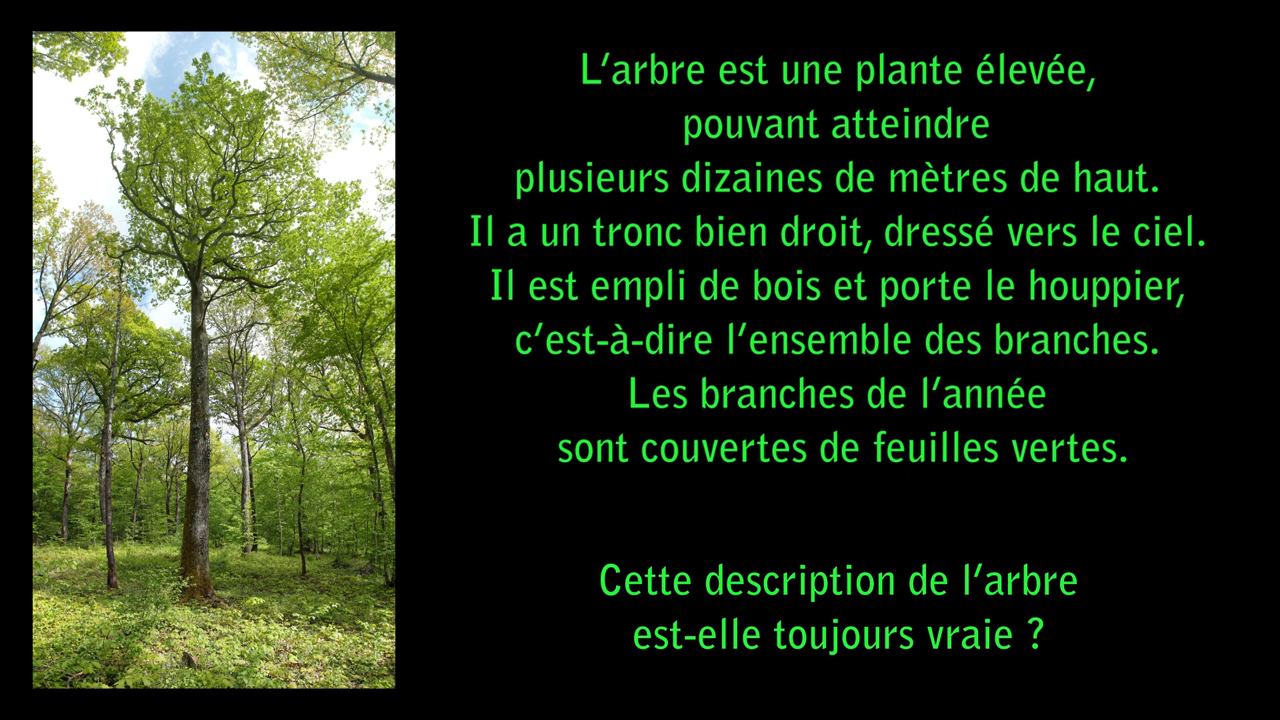 L’arbre est une plante élevée,
pouvant atteindre
plusieurs dizaines de mètres de haut.
Il a un tronc bien droit, dressé vers le ciel.
Il est empli de bois et porte le houppier,
c’est-à-dire l’ensemble des branches.
Les branches de l’année
sont couvertes de feuilles vertes.
Cette description de l’arbre
est-elle toujours vraie ?